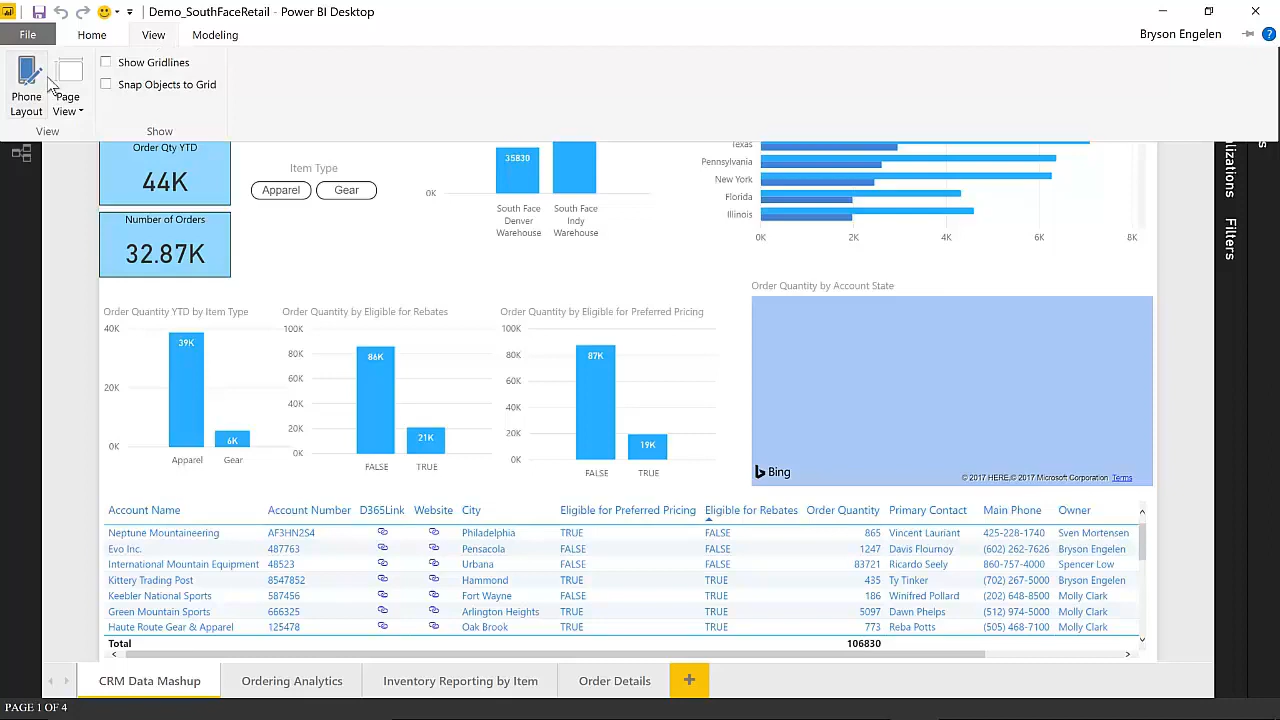 Demo_SouthFaceRetail - Power BI Desktop
File Home View Modeling Bryson Engelen ?
Phone Layout
Page View
Show Gridlines
Snap Objects to Grid
View
Show
Order Qty YTD
44K
Number of Orders
32.87K
Item Type
Apparel Gear
35830
0K
South Face Denver Warehouse
South Face Indy Warehouse
Texas
Pennsylvania
New York
Florida
Illinois
0K 2K 4K 6K 8K
Filters
Order Quantity YTD by Item Type
40K
20K
0K
39K
6K
Apparel Gear
Order Quantity by Eligible for Rebates
100K
80K
60K
40K
20K
0K
86K
21K
FALSE TRUE
Order Quantity by Eligible for Preferred Pricing
100K
80K
60K
40K
20K
0K
87K
19K
FALSE TRUE
Order Quantity by Account State
Bing
© 2017 HERE,© 2017 Microsoft Corporation Terms
Account Name Account Number D365Link Website City Eligible for Preferred Pricing Eligible for Rebates Order Quantity Primary Contact Main Phone Owner
Neptune Mountaineering AF3HN2S4 Philadelphia TRUE FALSE 865 Vincent Lauriant 425-228-1740 Sven Mortensen
Evo Inc. 487763 Pensacola FALSE FALSE 1247 Davis Flournoy (602) 262-7626 Bryson Engelen
International Mountain Equipment 48523 Urbana FALSE FALSE 83721 Ricardo Seely 860-757-4000 Spencer Low
Kittery Trading Post 8547852 Hammond TRUE TRUE 435 Ty Tinker (702) 267-5000 Bryson Engelen
Keebler National Sports 587456 Fort Wayne FALSE TRUE 186 Winifred Pollard (202) 648-8500 Molly Clark
Green Mountain Sports 666325 Arlington Heights TRUE TRUE 5097 Dawn Phelps (512) 974-5000 Molly Clark
Haute Route Gear & Apparel 125478 Oak Brook TRUE TRUE 773 Reba Potts (505) 468-7100 Molly Clark
Total 106830
CRM Data Mashup Ordering Analytics Inventory Reporting by Item Order Details +
PAGE 1 OF 4